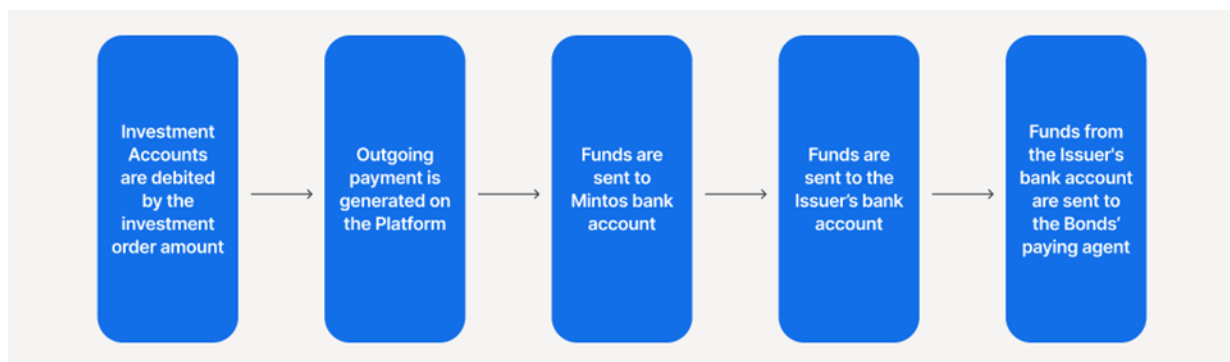 Investment
Accounts
are debited
by the
investment
order amount
Outgoing
payment is
generated on
the Platform
Funds are
sent to
Mintos bank
account
Funds are
sent to the
Issuer's bank
account
Funds from
the Issuer's
bank account
are sent to
the Bonds’
paying agent